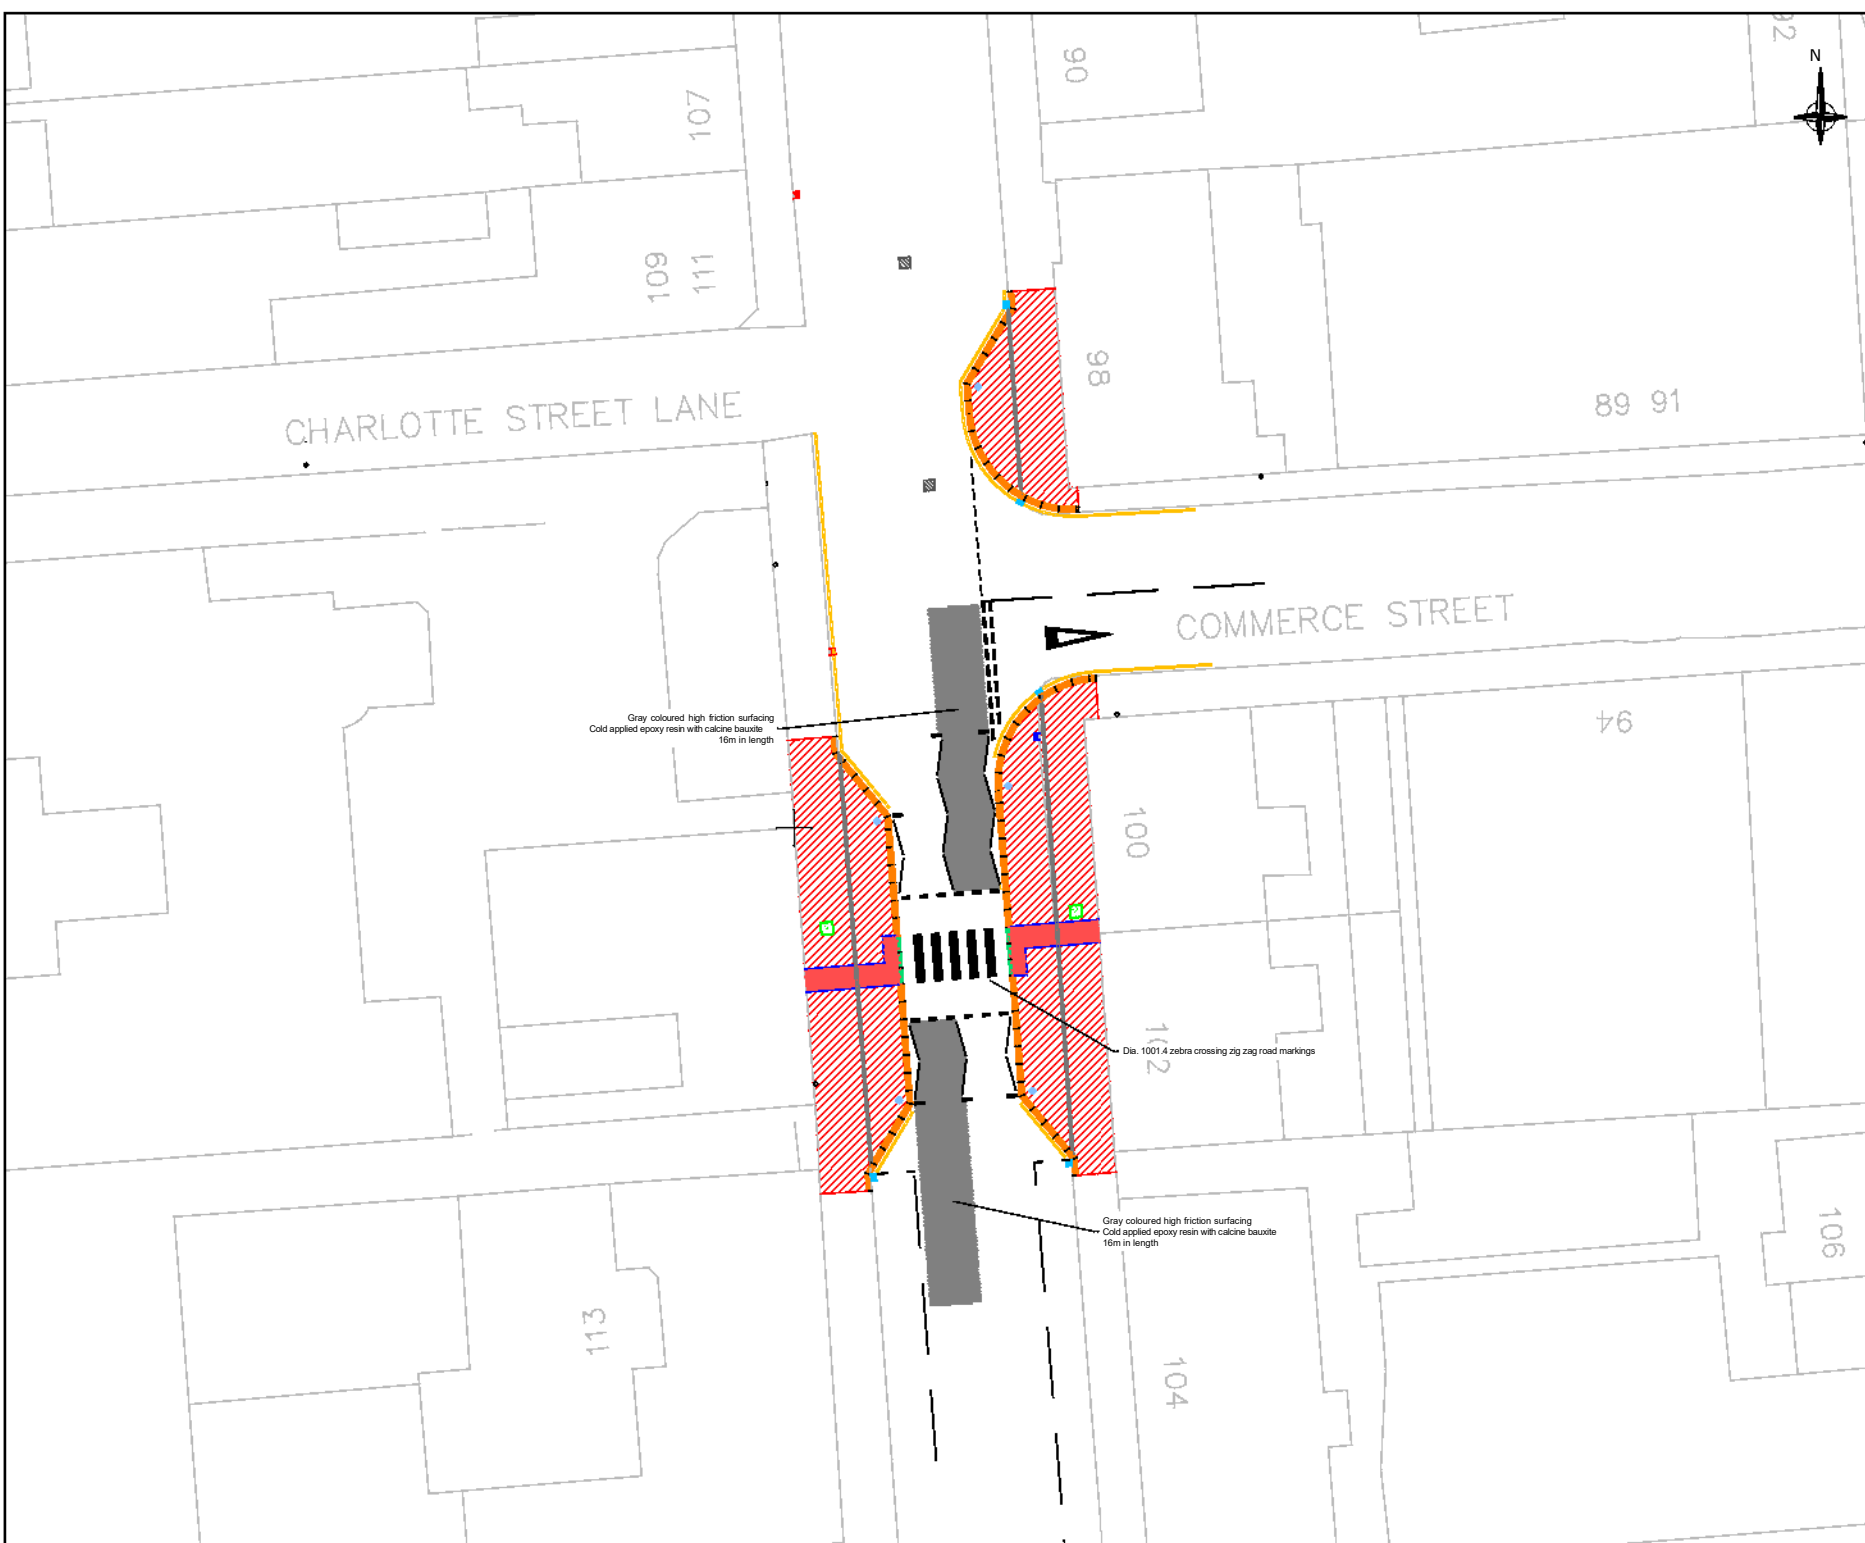 92
N
90
107
109
111
98
89 91
CHARLOTTE STREET LANE
COMMERCE STREET
94
Gray coloured high friction surfacing
Cold applied epoxy resin with calcine bauxite
16m in length
100
Dia. 1001.4 zebra crossing zig zag road markings
102
Gray coloured high friction surfacing
Cold applied epoxy resin with calcine bauxite
16m in length
106
113
104